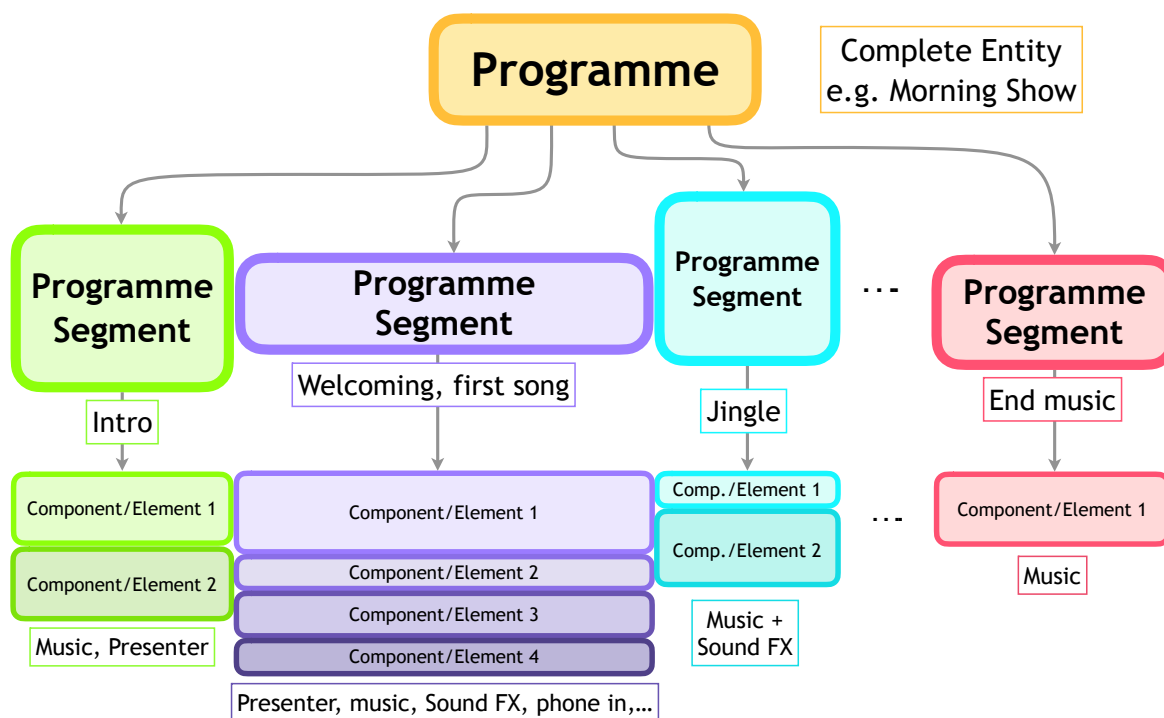 Programme
Complete Entity
e.g. Morning Show
Programme
Segment
Programme
Segment
Programme
Segment
...
Programme
Segment
Intro
Welcoming, first song
Jingle
End music
Component/Element 1
Component/Element 2
Music, Presenter
Component/Element 1
Component/Element 2
Component/Element 3
Component/Element 4
Presenter, music, Sound FX, phone in,...
Comp./Element 1
Comp./Element 2
Music +
Sound FX
...
Component/Element 1
Music